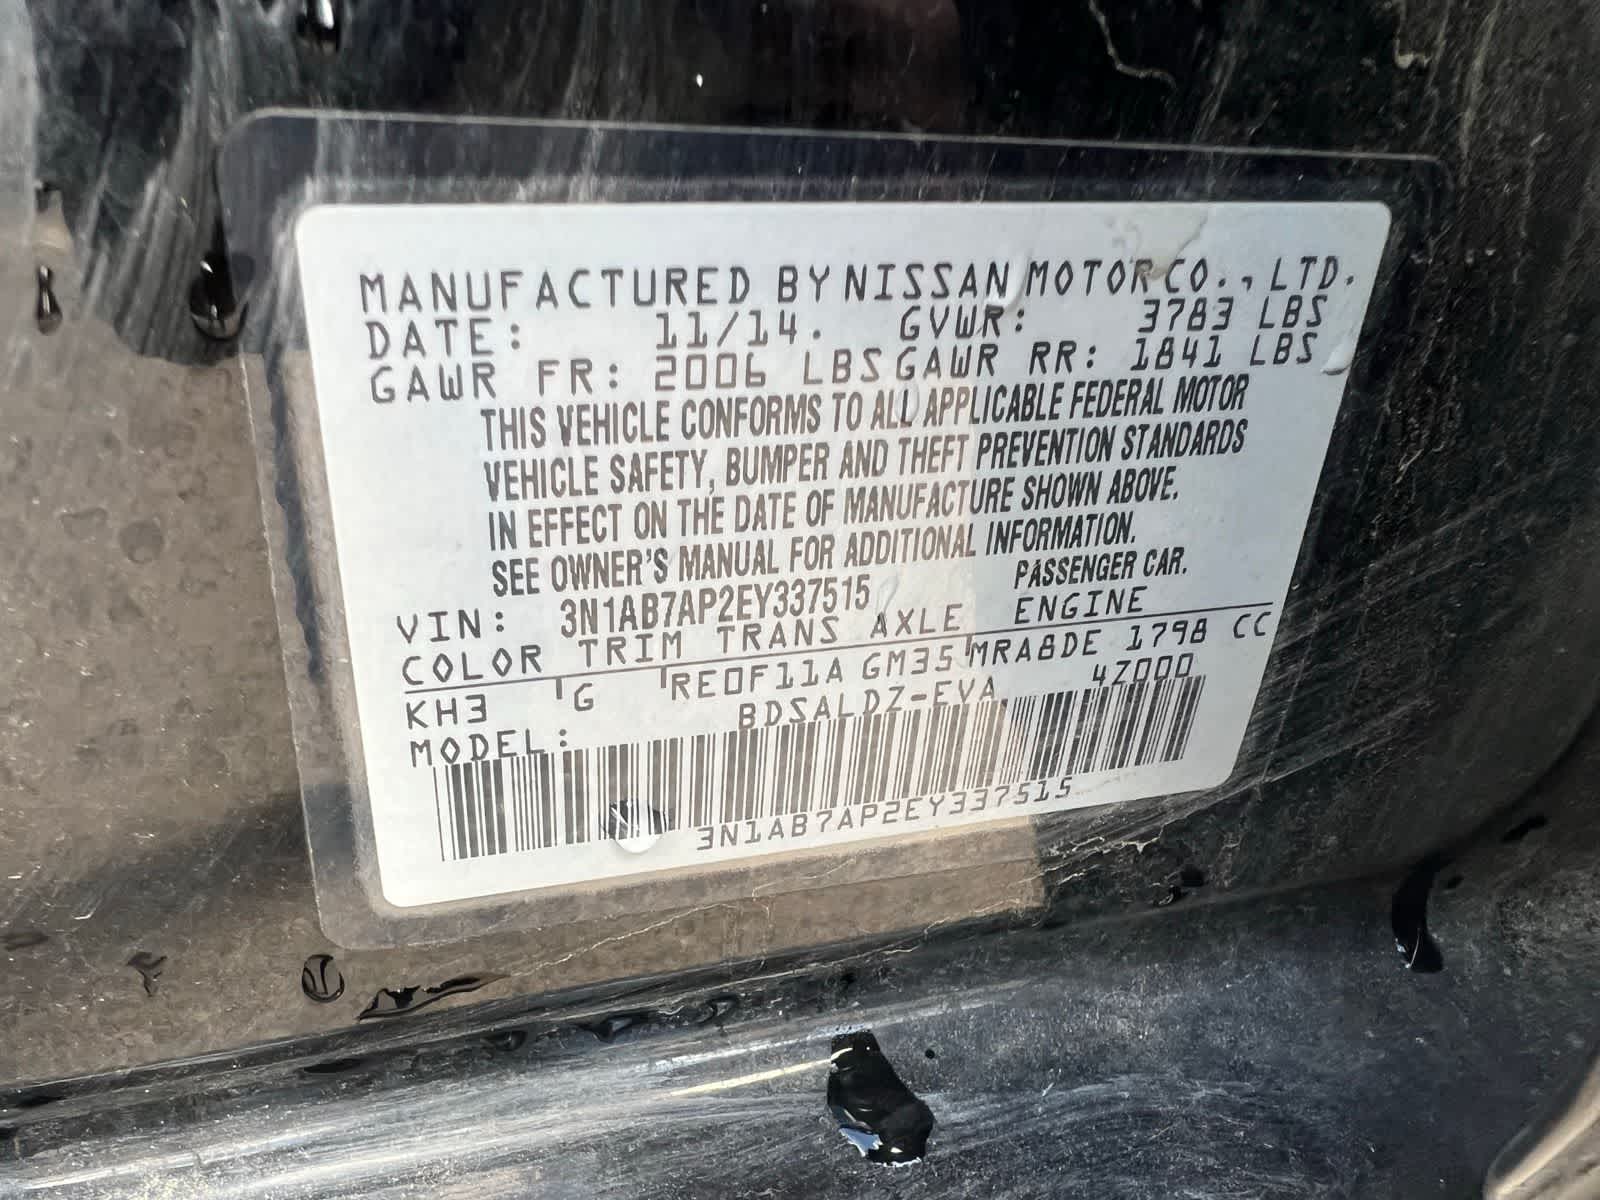 MANUFACTURED BY NISSAN MOTOR CO., LTD.
DATE: 11/14. GVWR: 3783 LBS
GAWR FR: 2006 LBS GAWR RR: 1841 LBS
THIS VEHICLE CONFORMS TO ALL APPLICABLE FEDERAL MOTOR
VEHICLE SAFETY, BUMPER AND THEFT PREVENTION STANDARDS
IN EFFECT ON THE DATE OF MANUFACTURE SHOWN ABOVE.
SEE OWNER'S MANUAL FOR ADDITIONAL INFORMATION.
VIN: 3N1AB7AP2EY337515 PASSENGER CAR.
COLOR TRIM TRANS AXLE ENGINE
KH3 G RE0F11A GM35 MRA8DE 1798 CC
MODEL: BDSALDZ-EVA 4Z000
3N1AB7AP2EY337515